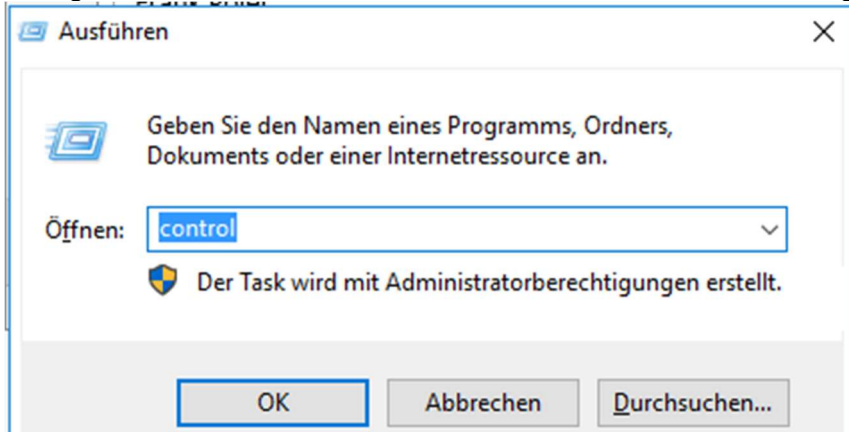 Ausführen
Geben Sie den Namen eines Programms, Ordners,
Dokuments oder einer Internetressource an.
Öffnen: control
Der Task wird mit Administratorberechtigungen erstellt.
OK Abbrechen Durchsuchen...